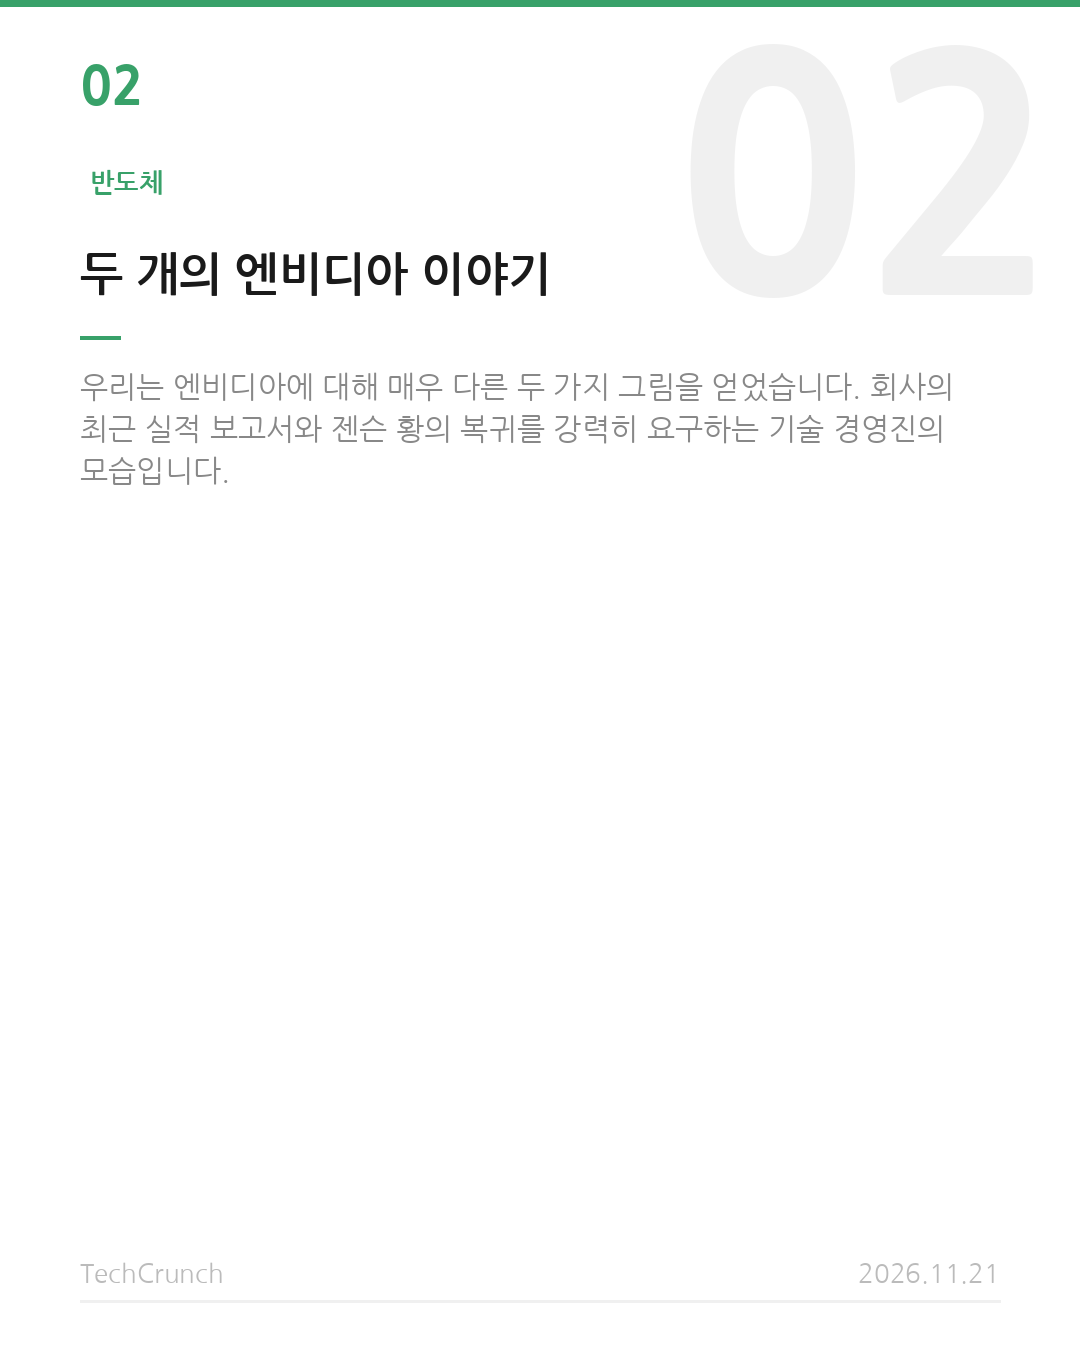 02
02
반도체
두 개의 엔비디아 이야기
우리는 엔비디아에 대해 매우 다른 두 가지 그림을 얻었습니다. 회사의
최근 실적 보고서와 젠슨 황의 복귀를 강력히 요구하는 기술 경영진의
모습입니다.
TechCrunch
2026.11.21